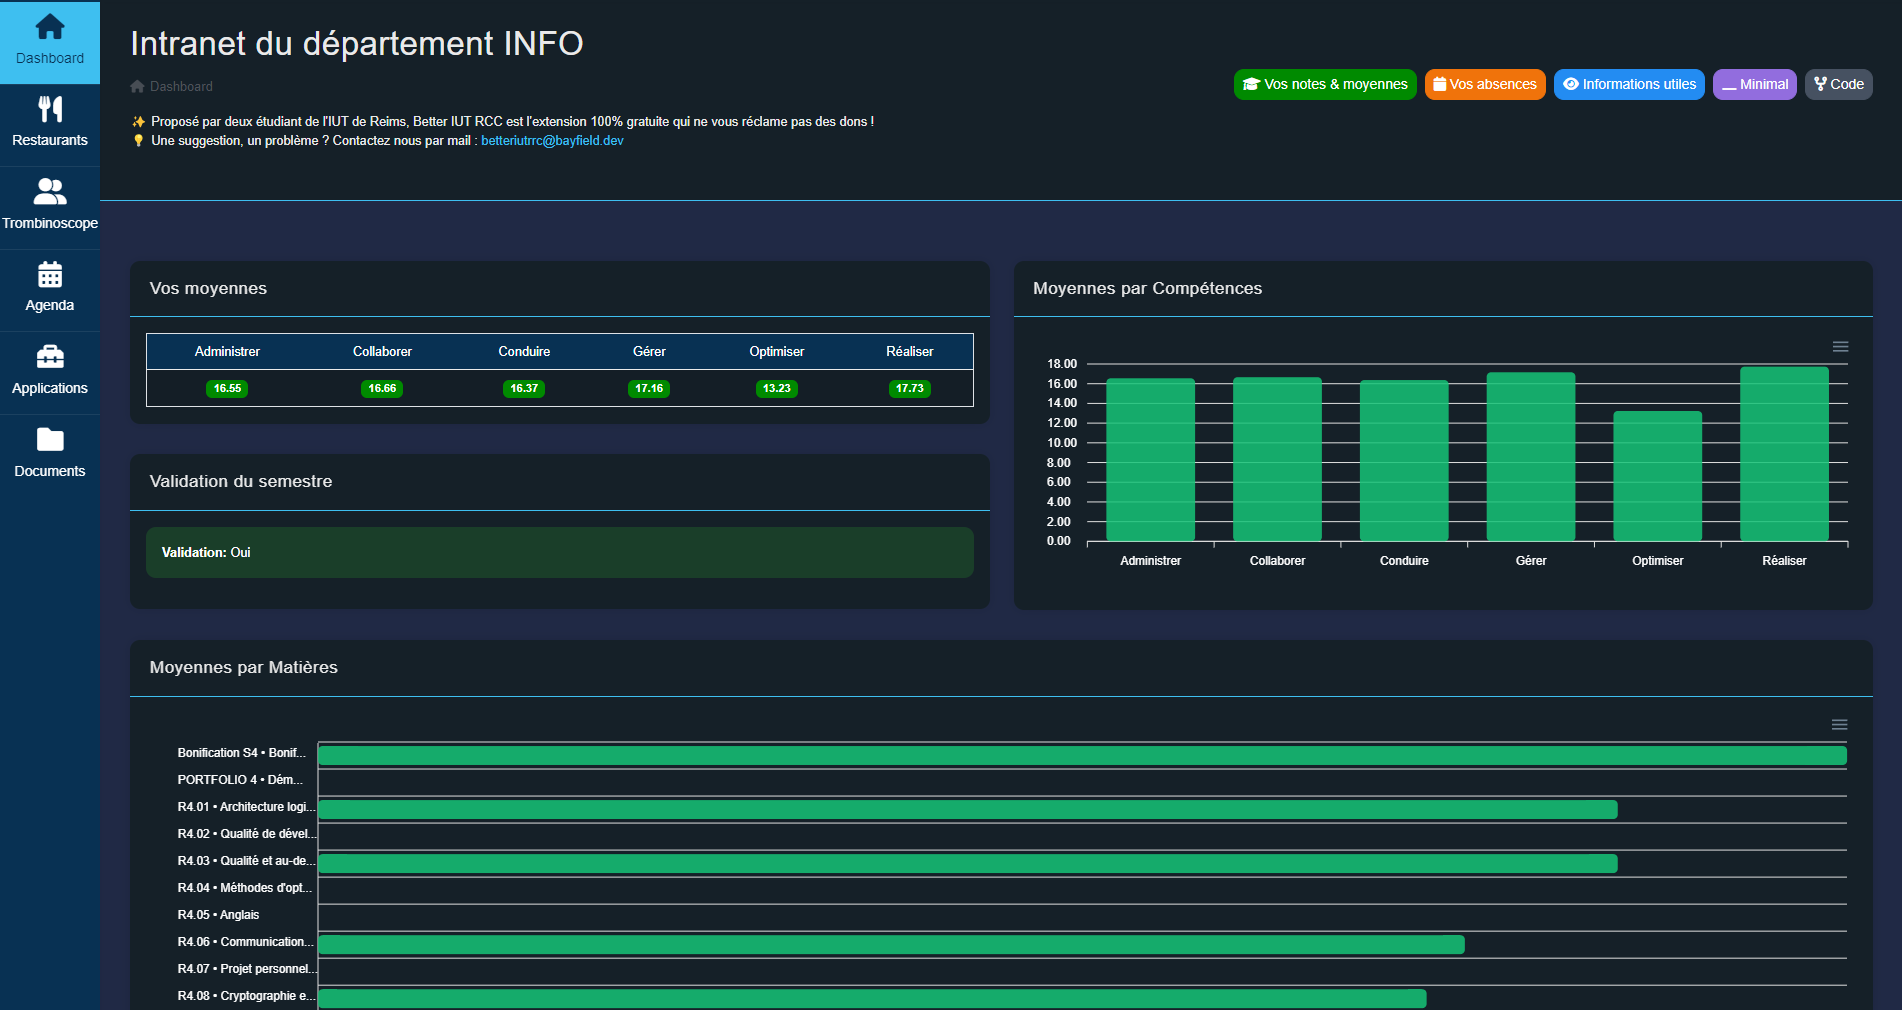 Dashboard
Restaurants
Trombinoscope
Agenda
Applications
Documents
Intranet du département INFO
Dashboard
Vos notes & moyennes
Vos absences
Informations utiles
Minimal
Code
Proposé par deux étudiant de l'IUT de Reims, Better IUT RCC est l'extension 100% gratuite qui ne vous réclame pas des dons !
Une suggestion, un problème ? Contactez nous par mail : betteriutrrc@bayfield.dev
Vos moyennes
Administrer Collaborer Conduire Gérer Optimiser Réaliser
16.55 16.66 16.37 17.16 13.23 17.73
Validation du semestre
Validation: Oui
Moyennes par Compétences
18.00
16.00
14.00
12.00
10.00
8.00
6.00
4.00
2.00
0.00
Administrer Collaborer Conduire Gérer Optimiser Réaliser
Moyennes par Matières
Bonification S4 • Bonif...
PORTFOLIO 4 • Dém...
R4.01 • Architecture logi...
R4.02 • Qualité de dével...
R4.03 • Qualité et au-de...
R4.04 • Méthodes d'opt...
R4.05 • Anglais
R4.06 • Communication...
R4.07 • Projet personnel...
R4.08 • Cryptographie e...